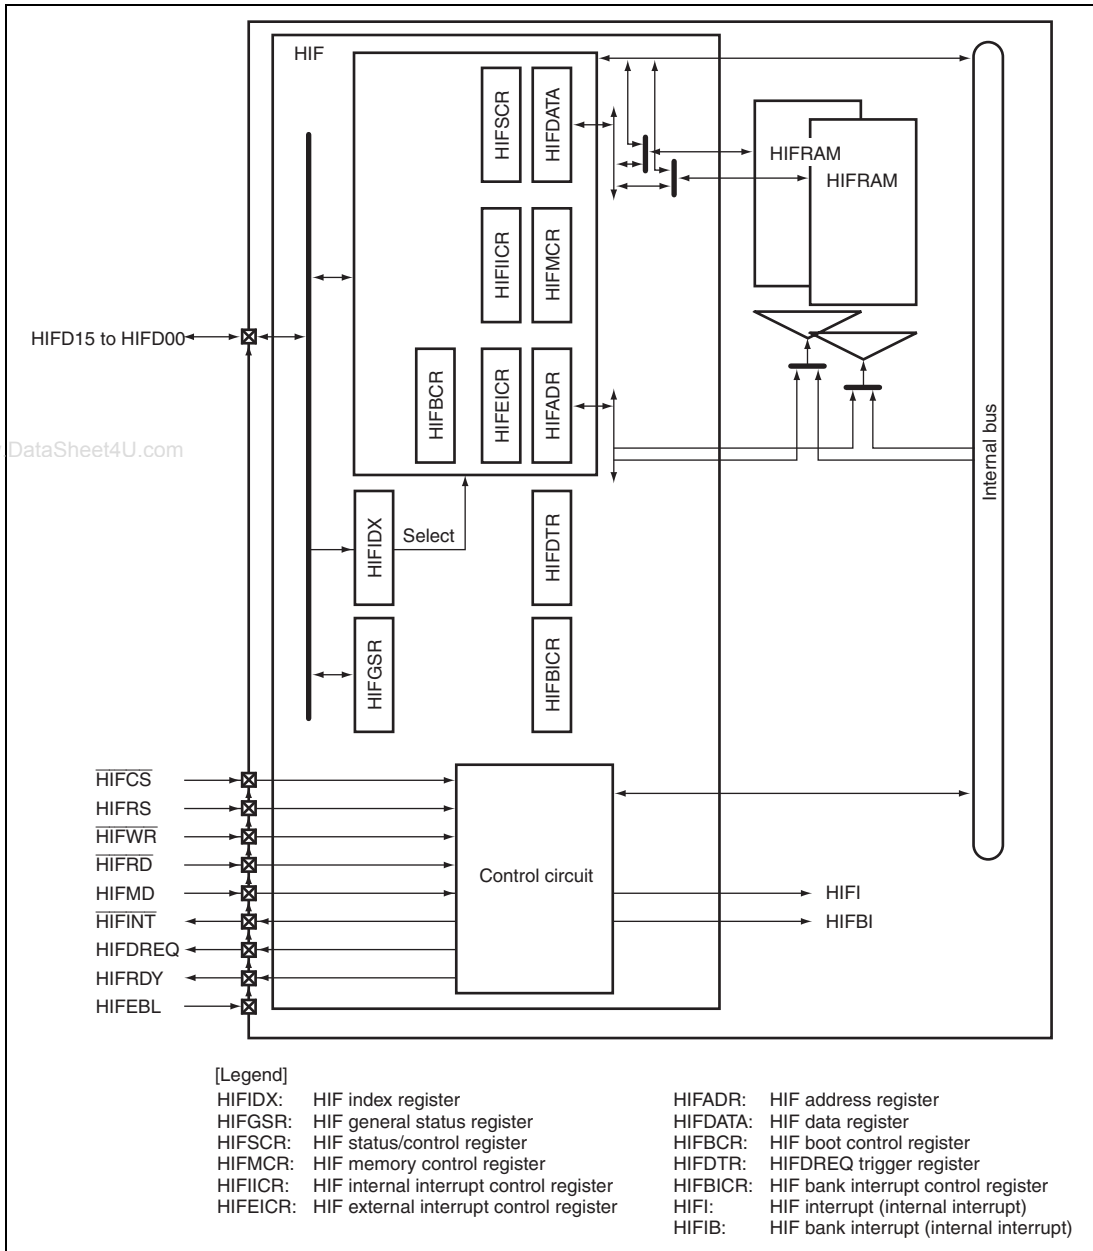 HIF
HIFSCR
HIFDATA
HIFRAM
HIFRAM
HIFIICR
HIFMCR
HIFD15 to HIFD00
HIFBCR
HIFEICR
HIFADR
DataSheet4U.com
Internal bus
HIFIDX
Select
HIFDTR
HIFGSR
HIFBICR
HIFCS
HIFRS
HIFWR
HIFRD
HIFMD
HIFINT
HIFDREQ
HIFRDY
HIFEBL
Control circuit
HIFI
HIFBI
[Legend]
HIFIDX: HIF index register
HIFGSR: HIF general status register
HIFSCR: HIF status/control register
HIFMCR: HIF memory control register
HIFIICR: HIF internal interrupt control register
HIFEICR: HIF external interrupt control register
HIFADR: HIF address register
HIFDATA: HIF data register
HIFBCR: HIF boot control register
HIFDTR: HIFDREQ trigger register
HIFBICR: HIF bank interrupt control register
HIFI: HIF interrupt (internal interrupt)
HIFIB: HIF bank interrupt (internal interrupt)